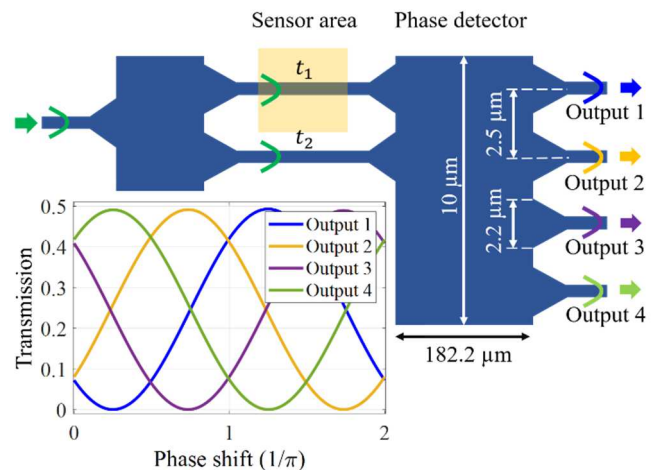 Sensor area
Phase detector
t₁
t₂
Output 1
Output 2
Output 3
Output 4
2.5 µm
10 µm
2.2 µm
182.2 µm
0.5
0.4
0.3
0.2
0.1
0
Transmission
Output 1
Output 2
Output 3
Output 4
0
1
2
Phase shift (1/π)